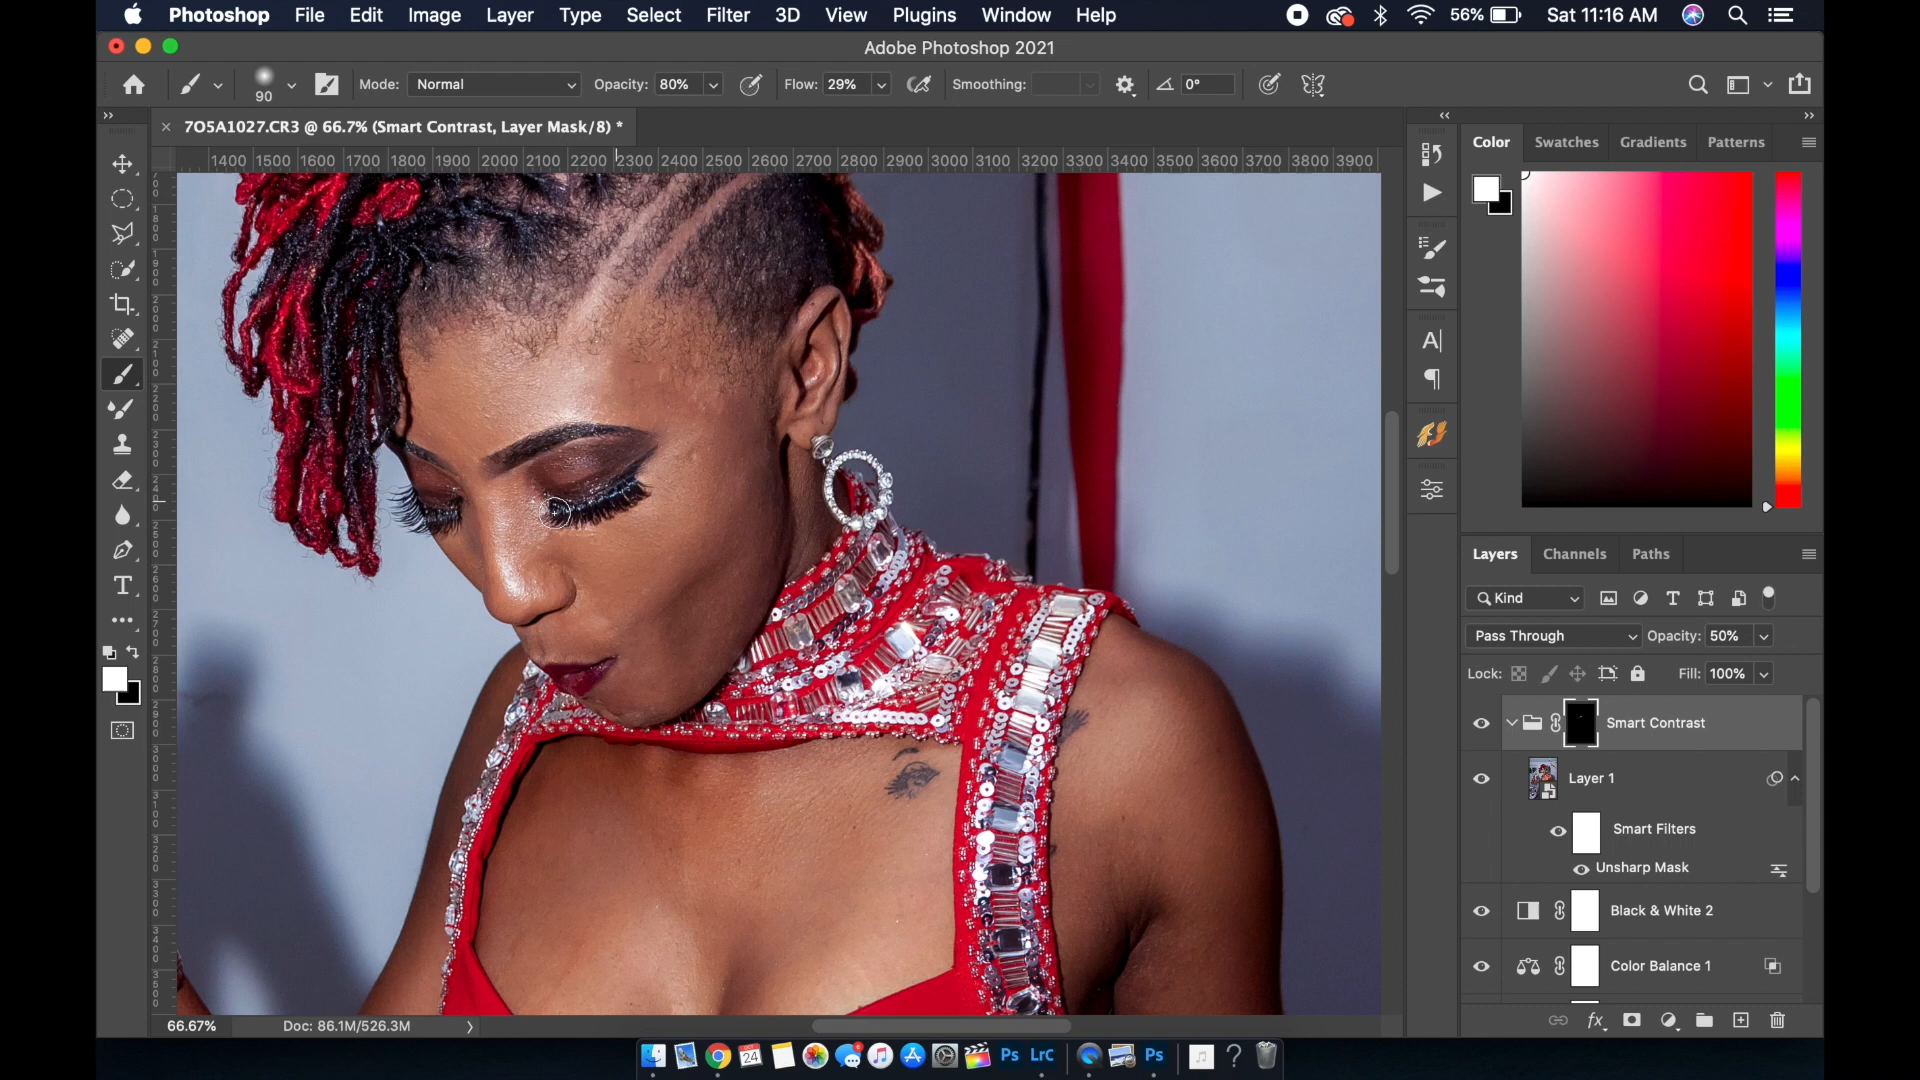 Photoshop File Edit Image Layer Type Select Filter 3D View Plugins Window Help 56% Sat 11:16 AM
Adobe Photoshop 2021
90 Mode: Normal Opacity: 80% Flow: 29% Smoothing: 0°
7O5A1027.CR3 @ 66.7% (Smart Contrast, Layer Mask/8) *
1400 1500 1600 1700 1800 1900 2000 2100 2200 2300 2400 2500 2600 2700 2800 2900 3000 3100 3200 3300 3400 3500 3600 3700 3800 3900
Color Swatches Gradients Patterns
Layers Channels Paths
Kind
Pass Through Opacity: 50%
Lock: Fill: 100%
Smart Contrast
Layer 1
Smart Filters
Unsharp Mask
Black & White 2
Color Balance 1
66.67% Doc: 86.1M/526.3M
24 Ps LrC Ps